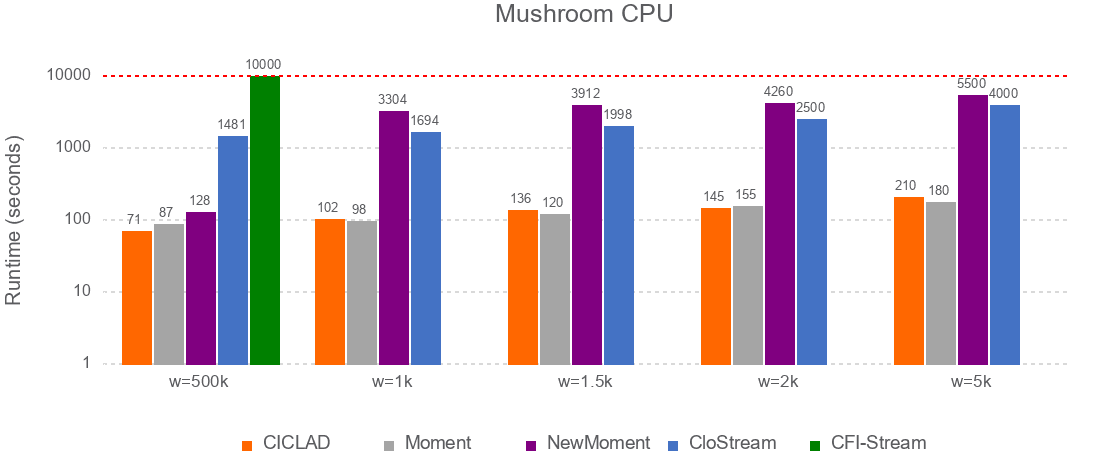 Mushroom CPU
Runtime (seconds)
10000
1000
100
10
1
71
87
128
1481
10000
102
98
3304
1694
136
120
3912
1998
145
155
4260
2500
210
180
5500
4000
w=500k
w=1k
w=1.5k
w=2k
w=5k
CICLAD
Moment
NewMoment
CloStream
CFI-Stream